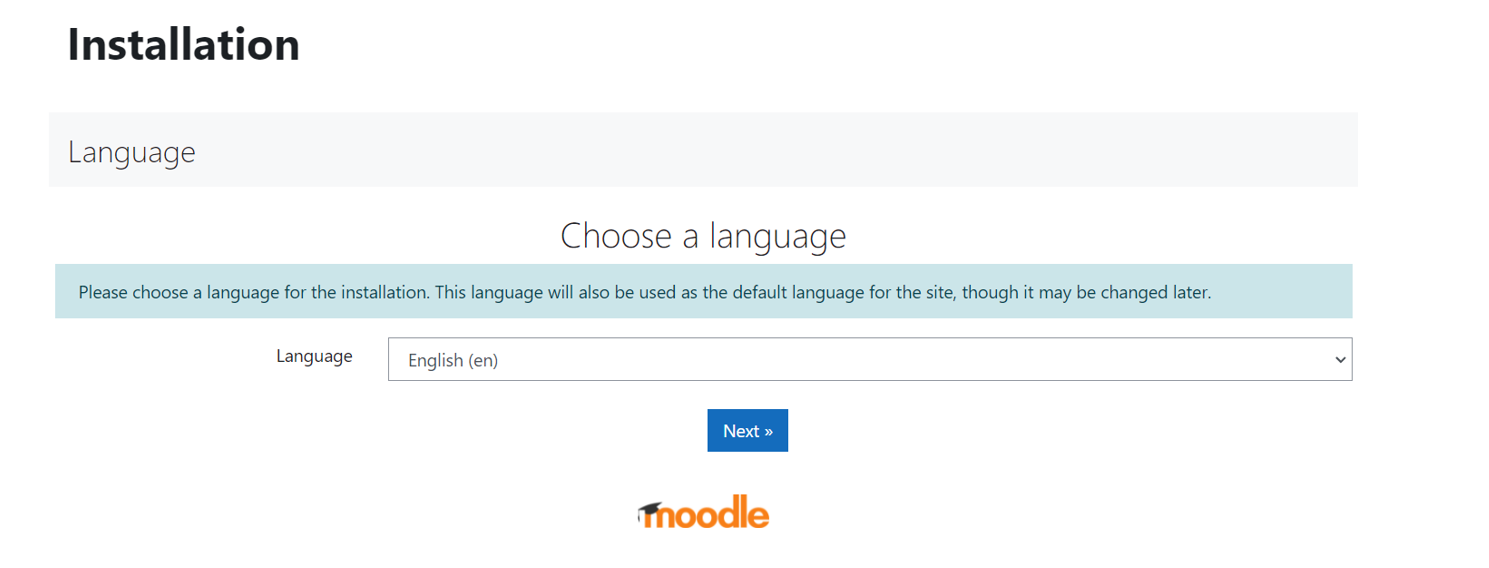 Installation
Language
Choose a language
Please choose a language for the installation. This language will also be used as the default language for the site, though it may be changed later.
Language
English (en)
Next »
moodle